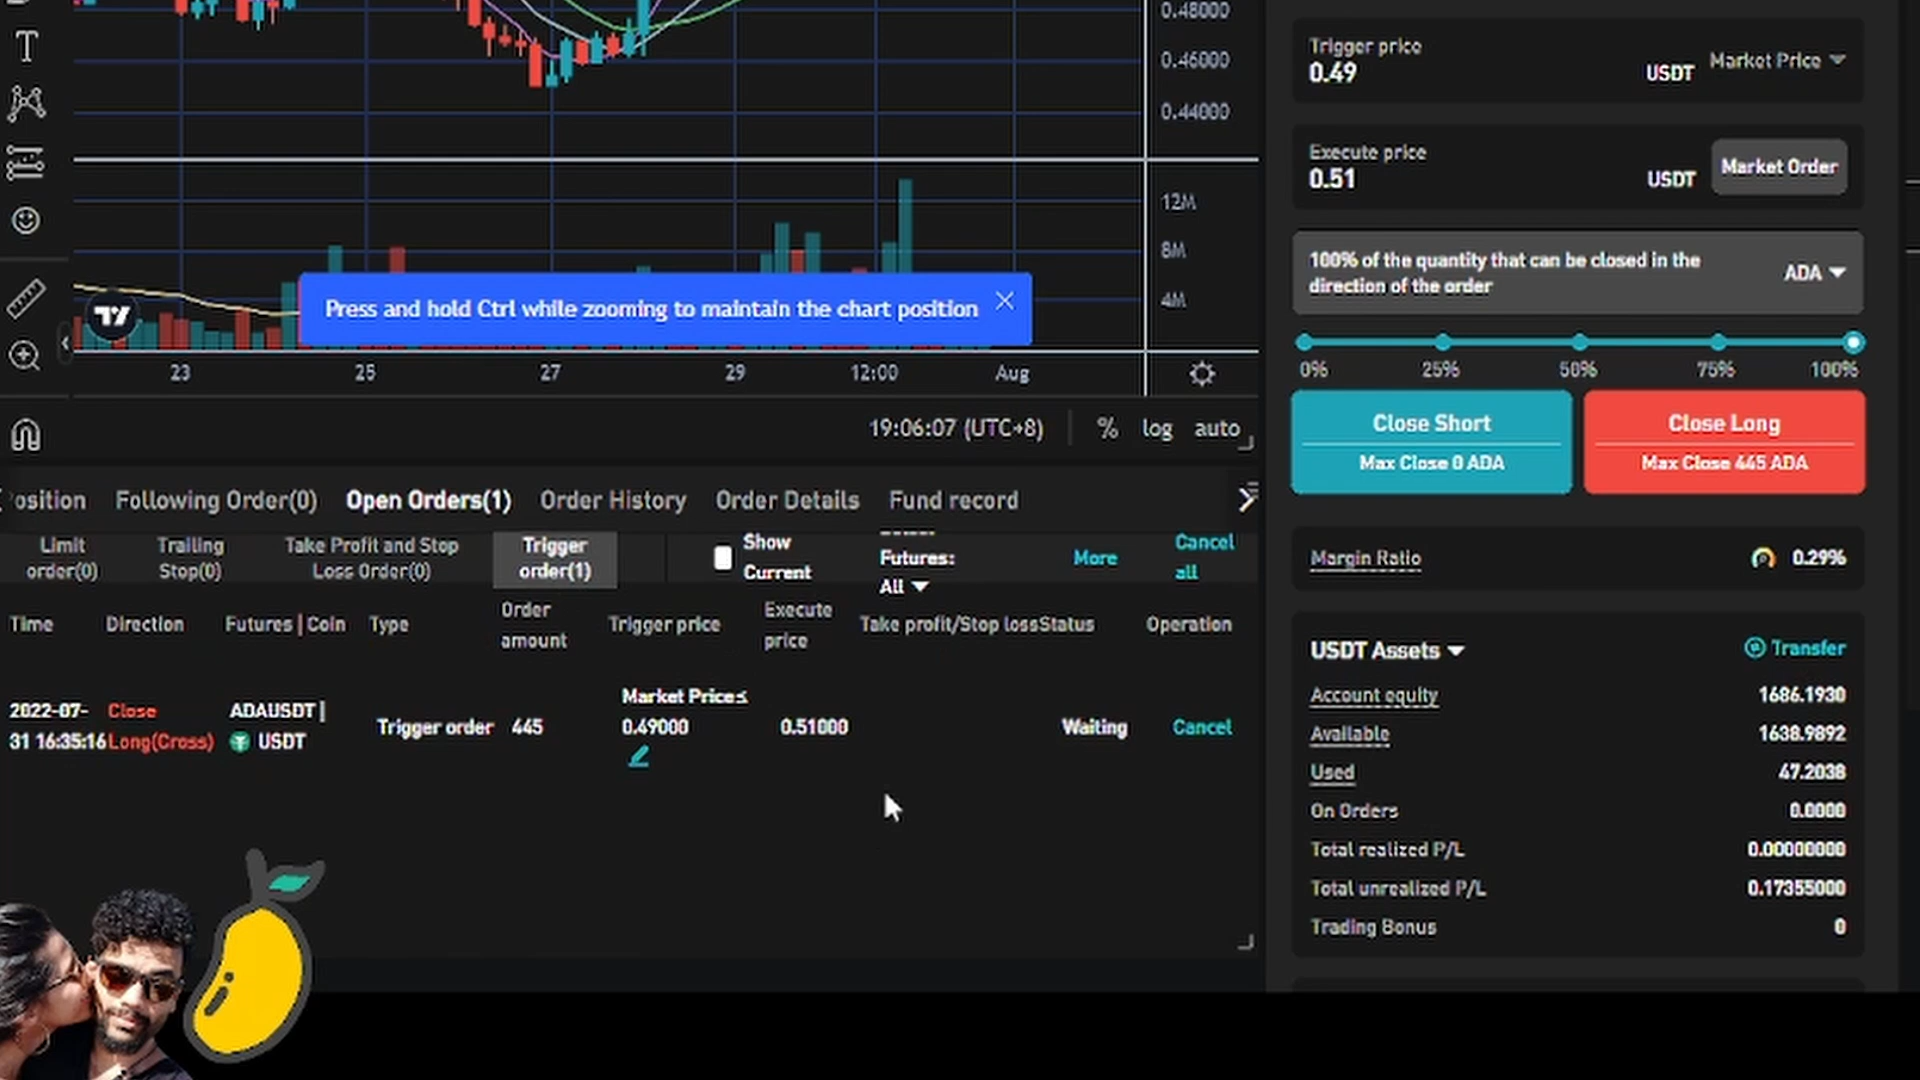 0.48000
0.46000
0.44000
12M
8M
4M
Press and hold Ctrl while zooming to maintain the chart position
23 25 27 29 12:00 Aug
19:06:07 (UTC+8) % log auto
Position Following Order(0) Open Orders(1) Order History Order Details Fund record
Limit order(0)
Trailing Stop(0)
Take Profit and Stop Loss Order(0)
Trigger order(1)
Show Current
Futures:
All
More
Cancel all
Time Direction Futures | Coin Type Order amount Trigger price Execute price Take profit/Stop loss Status Operation
2022-07-31 16:35:16
Close Long(Cross)
ADAUSDT |
USDT
Trigger order
445
Market Price≤
0.49000
0.51000
Waiting
Cancel
Trigger price
0.49 USDT Market Price
Execute price
0.51 USDT Market Order
100% of the quantity that can be closed in the
direction of the order
ADA
0% 25% 50% 75% 100%
Close Short
Max Close 0 ADA
Close Long
Max Close 445 ADA
Margin Ratio 0.29%
USDT Assets Transfer
Account equity 1686.1930
Available 1638.9892
Used 47.2038
On Orders 0.0000
Total realized P/L 0.00000000
Total unrealized P/L 0.17355000
Trading Bonus 0